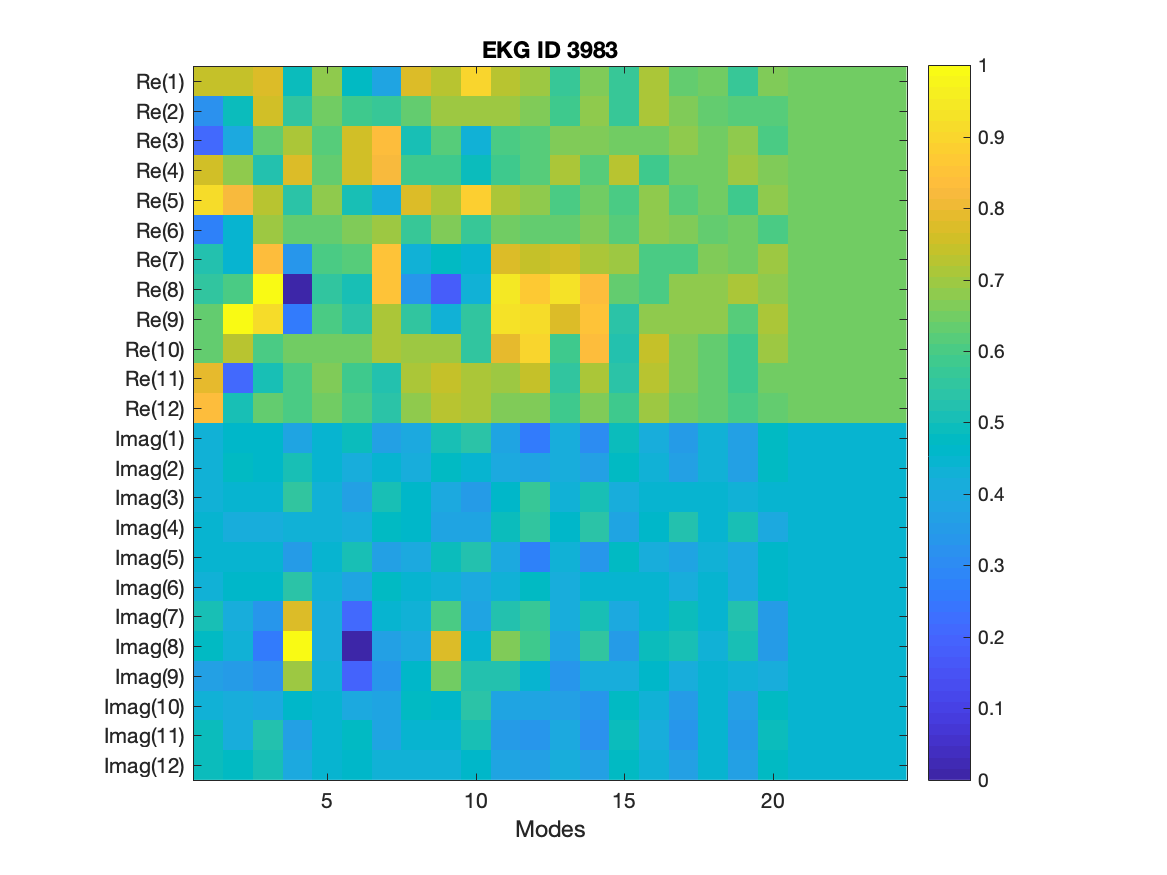 EKG ID 3983
Re(1)
Re(2)
Re(3)
Re(4)
Re(5)
Re(6)
Re(7)
Re(8)
Re(9)
Re(10)
Re(11)
Re(12)
Imag(1)
Imag(2)
Imag(3)
Imag(4)
Imag(5)
Imag(6)
Imag(7)
Imag(8)
Imag(9)
Imag(10)
Imag(11)
Imag(12)
5 10 15 20
Modes
1
0.9
0.8
0.7
0.6
0.5
0.4
0.3
0.2
0.1
0